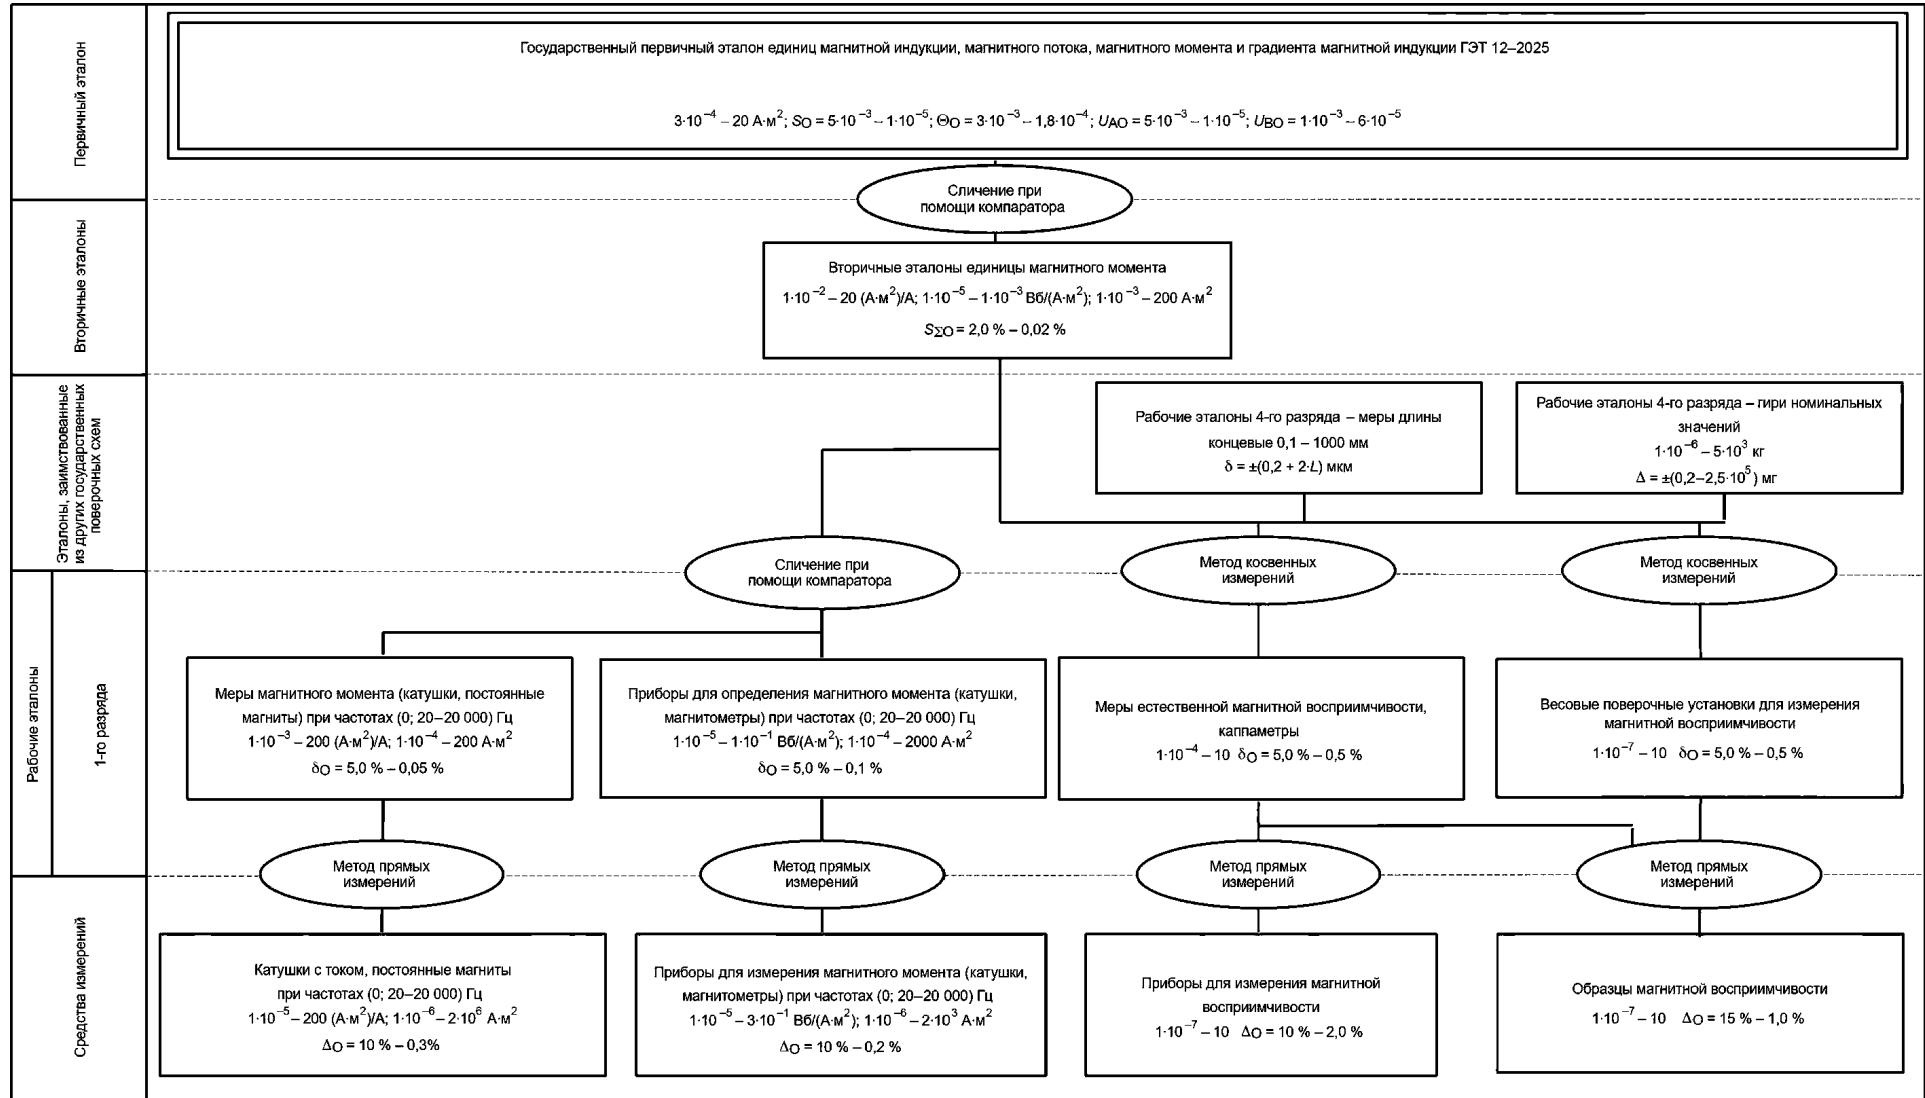 Первичный эталон
Государственный первичный эталон единиц магнитной индукции, магнитного потока, магнитного момента и градиента магнитной индукции ГЭТ 12–2025
3·10⁻⁴ – 20 А·м²; SО = 5·10⁻³ – 1·10⁻⁵; ΘО = 3·10⁻³ – 1,8·10⁻⁴; UАО = 5·10⁻³ – 1·10⁻⁵; UВО = 1·10⁻³ – 6·10⁻⁵
Сличение при
помощи компаратора
Вторичные эталоны
Вторичные эталоны единицы магнитного момента
1·10⁻² – 20 (А·м²)/А; 1·10⁻⁵ – 1·10⁻³ Вб/(А·м²); 1·10⁻³ – 200 А·м²
SΣО = 2,0 % – 0,02 %
Эталоны, заимствованные
из других государственных
поверочных схем
Рабочие эталоны 4-го разряда – меры длины
концевые 0,1 – 1000 мм
δ = ±(0,2 + 2·L) мкм
Рабочие эталоны 4-го разряда – гири номинальных
значений
1·10⁻⁶ – 5·10³ кг
Δ = ±(0,2–2,5·10⁵) мг
Сличение при
помощи компаратора
Метод косвенных
измерений
Метод косвенных
измерений
Рабочие эталоны
1-го разряда
Меры магнитного момента (катушки, постоянные
магниты) при частотах (0; 20–20 000) Гц
1·10⁻³ – 200 (А·м²)/А; 1·10⁻⁴ – 200 А·м²
δО = 5,0 % – 0,05 %
Приборы для определения магнитного момента (катушки,
магнитометры) при частотах (0; 20–20 000) Гц
1·10⁻⁵ – 1·10⁻¹ Вб/(А·м²); 1·10⁻⁴ – 2000 А·м²
δО = 5,0 % – 0,1 %
Меры естественной магнитной восприимчивости,
каппаметры
1·10⁻⁴ – 10 δО = 5,0 % – 0,5 %
Весовые поверочные установки для измерения
магнитной восприимчивости
1·10⁻⁷ – 10 δО = 5,0 % – 0,5 %
Метод прямых
измерений
Метод прямых
измерений
Метод прямых
измерений
Метод прямых
измерений
Средства измерений
Катушки с током, постоянные магниты
при частотах (0; 20–20 000) Гц
1·10⁻⁵ – 200 (А·м²)/А; 1·10⁻⁶ – 2·10⁶ А·м²
ΔО = 10 % – 0,3%
Приборы для измерения магнитного момента (катушки,
магнитометры) при частотах (0; 20–20 000) Гц
1·10⁻⁵ – 3·10⁻¹ Вб/(А·м²); 1·10⁻⁶ – 2·10³ А·м²
ΔО = 10 % – 0,2 %
Приборы для измерения магнитной
восприимчивости
1·10⁻⁷ – 10 ΔО = 10 % – 2,0 %
Образцы магнитной восприимчивости
1·10⁻⁷ – 10 ΔО = 15 % – 1,0 %